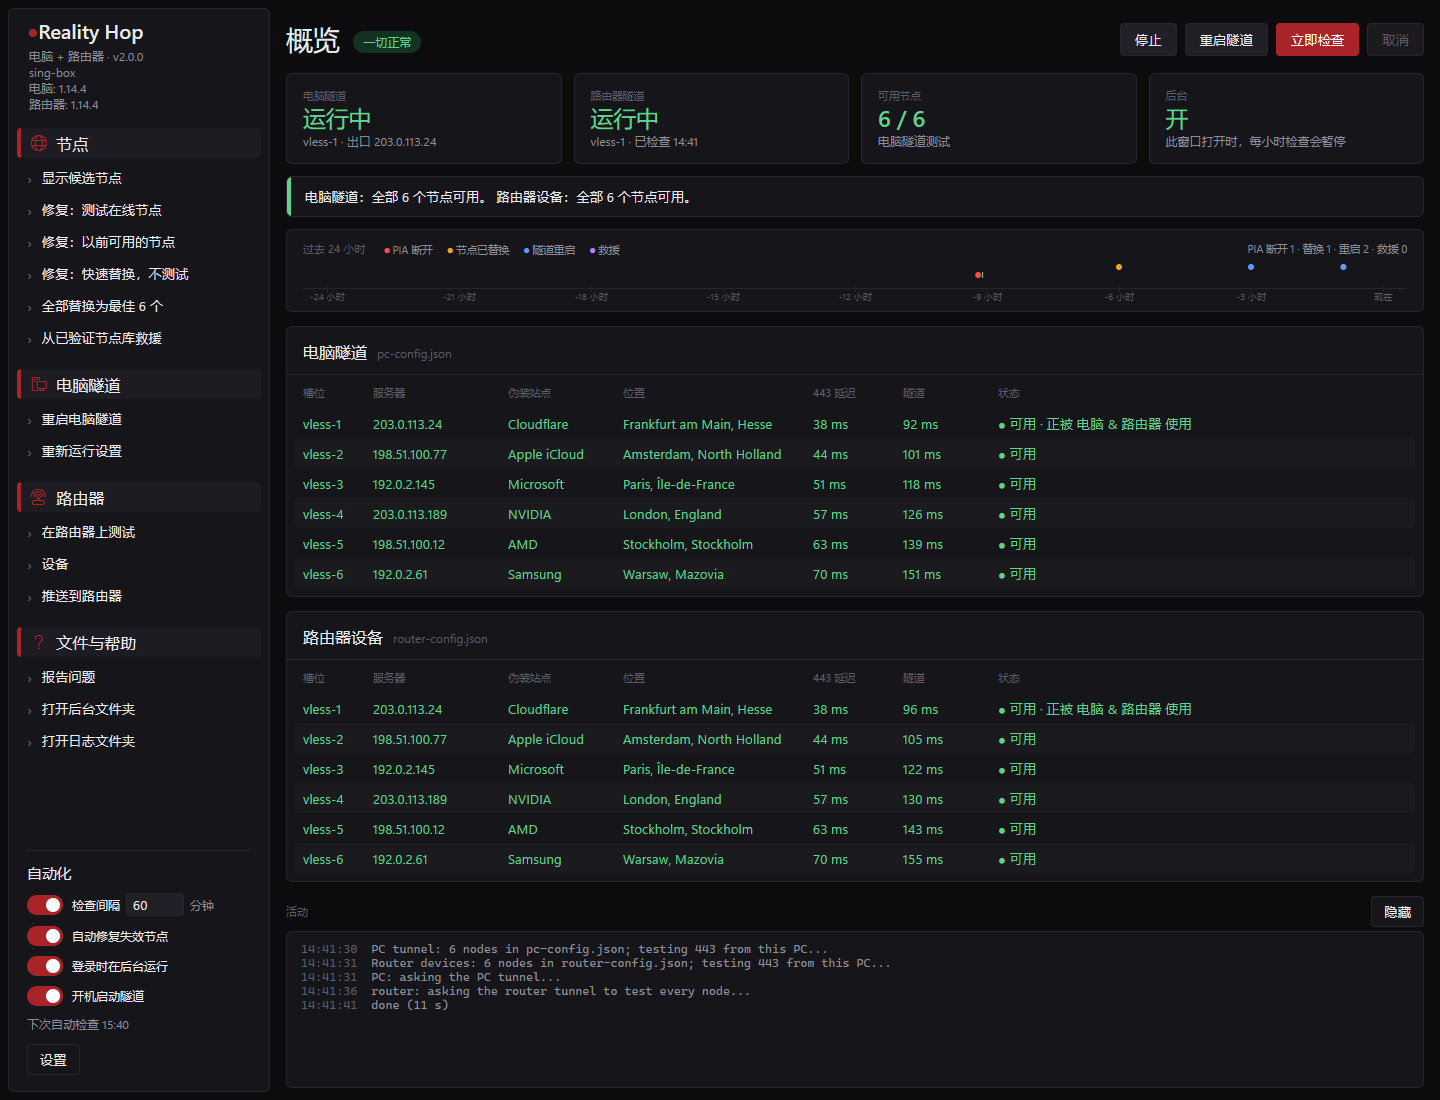 Reality Hop
电脑 + 路由器 · v2.0.0
sing-box
电脑: 1.14.4
路由器: 1.14.4
节点
显示候选节点
修复：测试在线节点
修复：以前可用的节点
修复：快速替换，不测试
全部替换为最佳 6 个
从已验证节点库救援
电脑隧道
重启电脑隧道
重新运行设置
路由器
在路由器上测试
设备
推送到路由器
文件与帮助
报告问题
打开后台文件夹
打开日志文件夹
自动化
检查间隔 60 分钟
自动修复失效节点
登录时在后台运行
开机启动隧道
下次自动检查 15:40
设置
概览 一切正常
停止 重启隧道 立即检查 取消
电脑隧道
运行中
vless-1 · 出口 203.0.113.24
路由器隧道
运行中
vless-1 · 已检查 14:41
可用节点
6 / 6
电脑隧道测试
后台
开
此窗口打开时，每小时检查会暂停
电脑隧道：全部 6 个节点可用。 路由器设备：全部 6 个节点可用。
过去 24 小时 PIA 断开 节点已替换 隧道重启 救援 PIA 断开 1 · 替换 1 · 重启 2 · 救援 0
-24 小时 -21 小时 -18 小时 -15 小时 -12 小时 -9 小时 -6 小时 -3 小时 现在
电脑隧道 pc-config.json
槽位 服务器 伪装站点 位置 443 延迟 隧道 状态
vless-1 203.0.113.24 Cloudflare Frankfurt am Main, Hesse 38 ms 92 ms 可用 · 正被 电脑 & 路由器 使用
vless-2 198.51.100.77 Apple iCloud Amsterdam, North Holland 44 ms 101 ms 可用
vless-3 192.0.2.145 Microsoft Paris, Île-de-France 51 ms 118 ms 可用
vless-4 203.0.113.189 NVIDIA London, England 57 ms 126 ms 可用
vless-5 198.51.100.12 AMD Stockholm, Stockholm 63 ms 139 ms 可用
vless-6 192.0.2.61 Samsung Warsaw, Mazovia 70 ms 151 ms 可用
路由器设备 router-config.json
槽位 服务器 伪装站点 位置 443 延迟 隧道 状态
vless-1 203.0.113.24 Cloudflare Frankfurt am Main, Hesse 38 ms 96 ms 可用 · 正被 电脑 & 路由器 使用
vless-2 198.51.100.77 Apple iCloud Amsterdam, North Holland 44 ms 105 ms 可用
vless-3 192.0.2.145 Microsoft Paris, Île-de-France 51 ms 122 ms 可用
vless-4 203.0.113.189 NVIDIA London, England 57 ms 130 ms 可用
vless-5 198.51.100.12 AMD Stockholm, Stockholm 63 ms 143 ms 可用
vless-6 192.0.2.61 Samsung Warsaw, Mazovia 70 ms 155 ms 可用
活动 隐藏
14:41:30 PC tunnel: 6 nodes in pc-config.json; testing 443 from this PC...
14:41:31 Router devices: 6 nodes in router-config.json; testing 443 from this PC...
14:41:31 PC: asking the PC tunnel...
14:41:36 router: asking the router tunnel to test every node...
14:41:41 done (11 s)